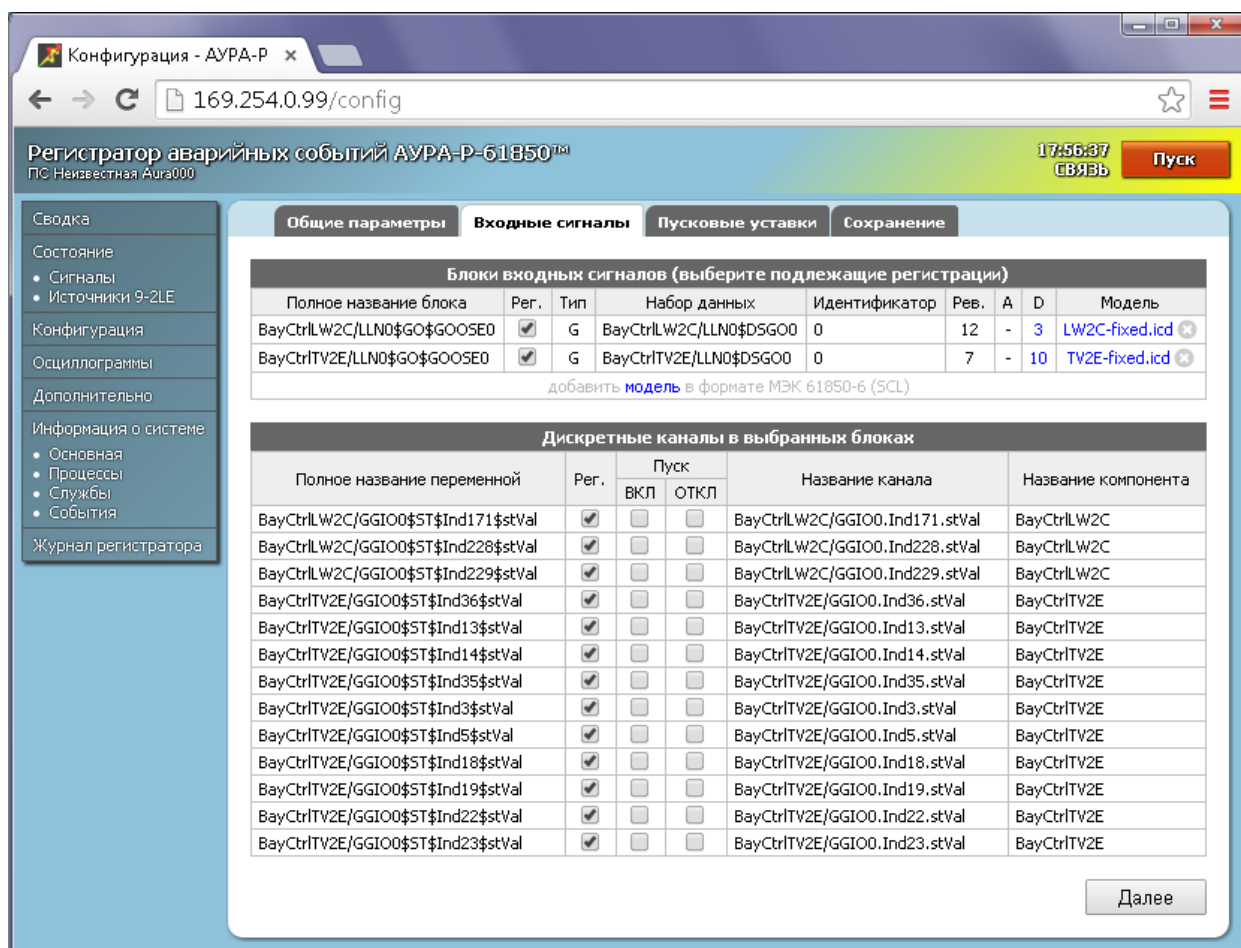 Конфигурация - АУРА-Р
169.254.0.99/config
Регистратор аварийных событий АУРА-Р-61850™
ПС Неизвестная Aura000
17:56:37
СВЯЗЬ
Пуск
Сводка
Состояние
• Сигналы
• Источники 9-2LE
Конфигурация
Осциллограммы
Дополнительно
Информация о системе
• Основная
• Процессы
• Службы
• События
Журнал регистратора
Общие параметры Входные сигналы Пусковые уставки Сохранение
Блоки входных сигналов (выберите подлежащие регистрации)
Полное название блока Рег. Тип Набор данных Идентификатор Рев. A D Модель
BayCtrlLW2C/LLN0$GO$GOOSE0 G BayCtrlLW2C/LLN0$DSGO0 0 12 - 3 LW2C-fixed.icd
BayCtrlTV2E/LLN0$GO$GOOSE0 G BayCtrlTV2E/LLN0$DSGO0 0 7 - 10 TV2E-fixed.icd
добавить модель в формате МЭК 61850-6 (SCL)
Дискретные каналы в выбранных блоках
Полное название переменной Рег. Пуск Название канала Название компонента
ВКЛ ОТКЛ
BayCtrlLW2C/GGIO0$ST$Ind171$stVal BayCtrlLW2C/GGIO0.Ind171.stVal BayCtrlLW2C
BayCtrlLW2C/GGIO0$ST$Ind228$stVal BayCtrlLW2C/GGIO0.Ind228.stVal BayCtrlLW2C
BayCtrlLW2C/GGIO0$ST$Ind229$stVal BayCtrlLW2C/GGIO0.Ind229.stVal BayCtrlLW2C
BayCtrlTV2E/GGIO0$ST$Ind36$stVal BayCtrlTV2E/GGIO0.Ind36.stVal BayCtrlTV2E
BayCtrlTV2E/GGIO0$ST$Ind13$stVal BayCtrlTV2E/GGIO0.Ind13.stVal BayCtrlTV2E
BayCtrlTV2E/GGIO0$ST$Ind14$stVal BayCtrlTV2E/GGIO0.Ind14.stVal BayCtrlTV2E
BayCtrlTV2E/GGIO0$ST$Ind35$stVal BayCtrlTV2E/GGIO0.Ind35.stVal BayCtrlTV2E
BayCtrlTV2E/GGIO0$ST$Ind3$stVal BayCtrlTV2E/GGIO0.Ind3.stVal BayCtrlTV2E
BayCtrlTV2E/GGIO0$ST$Ind5$stVal BayCtrlTV2E/GGIO0.Ind5.stVal BayCtrlTV2E
BayCtrlTV2E/GGIO0$ST$Ind18$stVal BayCtrlTV2E/GGIO0.Ind18.stVal BayCtrlTV2E
BayCtrlTV2E/GGIO0$ST$Ind19$stVal BayCtrlTV2E/GGIO0.Ind19.stVal BayCtrlTV2E
BayCtrlTV2E/GGIO0$ST$Ind22$stVal BayCtrlTV2E/GGIO0.Ind22.stVal BayCtrlTV2E
BayCtrlTV2E/GGIO0$ST$Ind23$stVal BayCtrlTV2E/GGIO0.Ind23.stVal BayCtrlTV2E
Далее